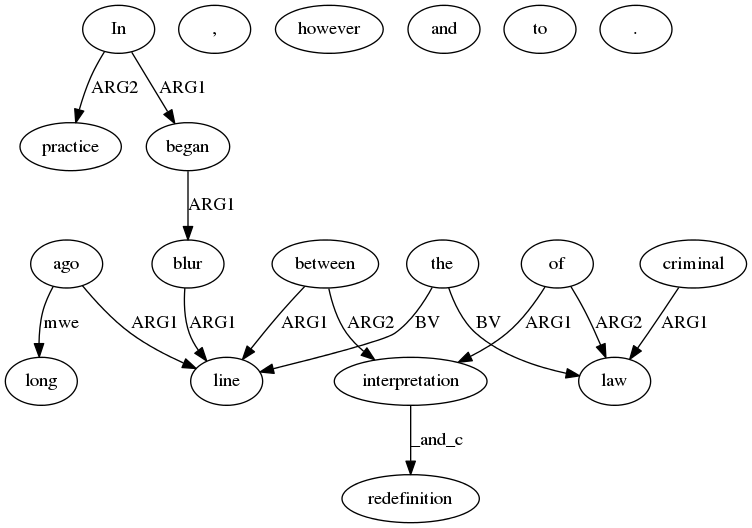 In , however and to .
ARG2 ARG1
practice began
ARG1
ago blur between the of criminal
mwe ARG1 ARG1 ARG1 ARG2 BV BV ARG1 ARG2 ARG1
long line interpretation law
_and_c
redefinition